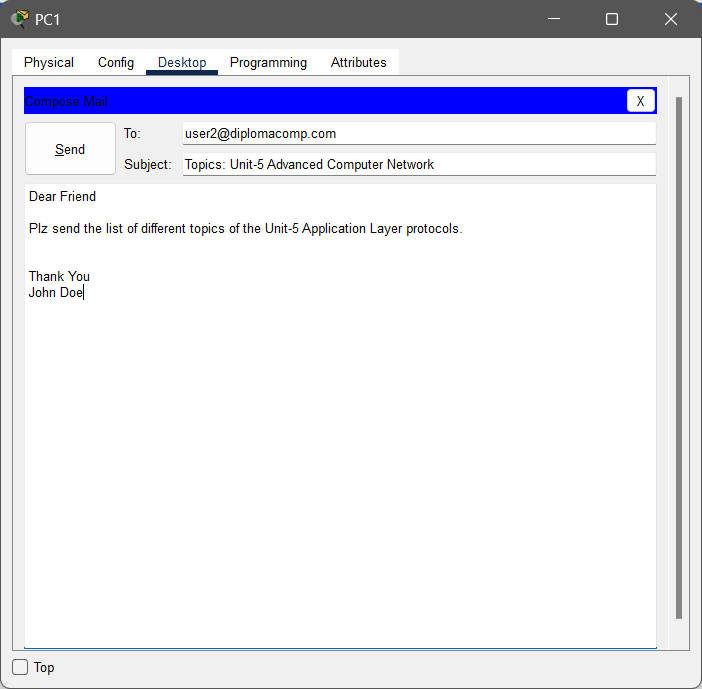 PC1
Physical Config Desktop Programming Attributes
Compose Mail X
Send
To: user2@diplomacomp.com
Subject: Topics: Unit-5 Advanced Computer Network
Dear Friend
Plz send the list of different topics of the Unit-5 Application Layer protocols.
Thank You
John Doe
Top